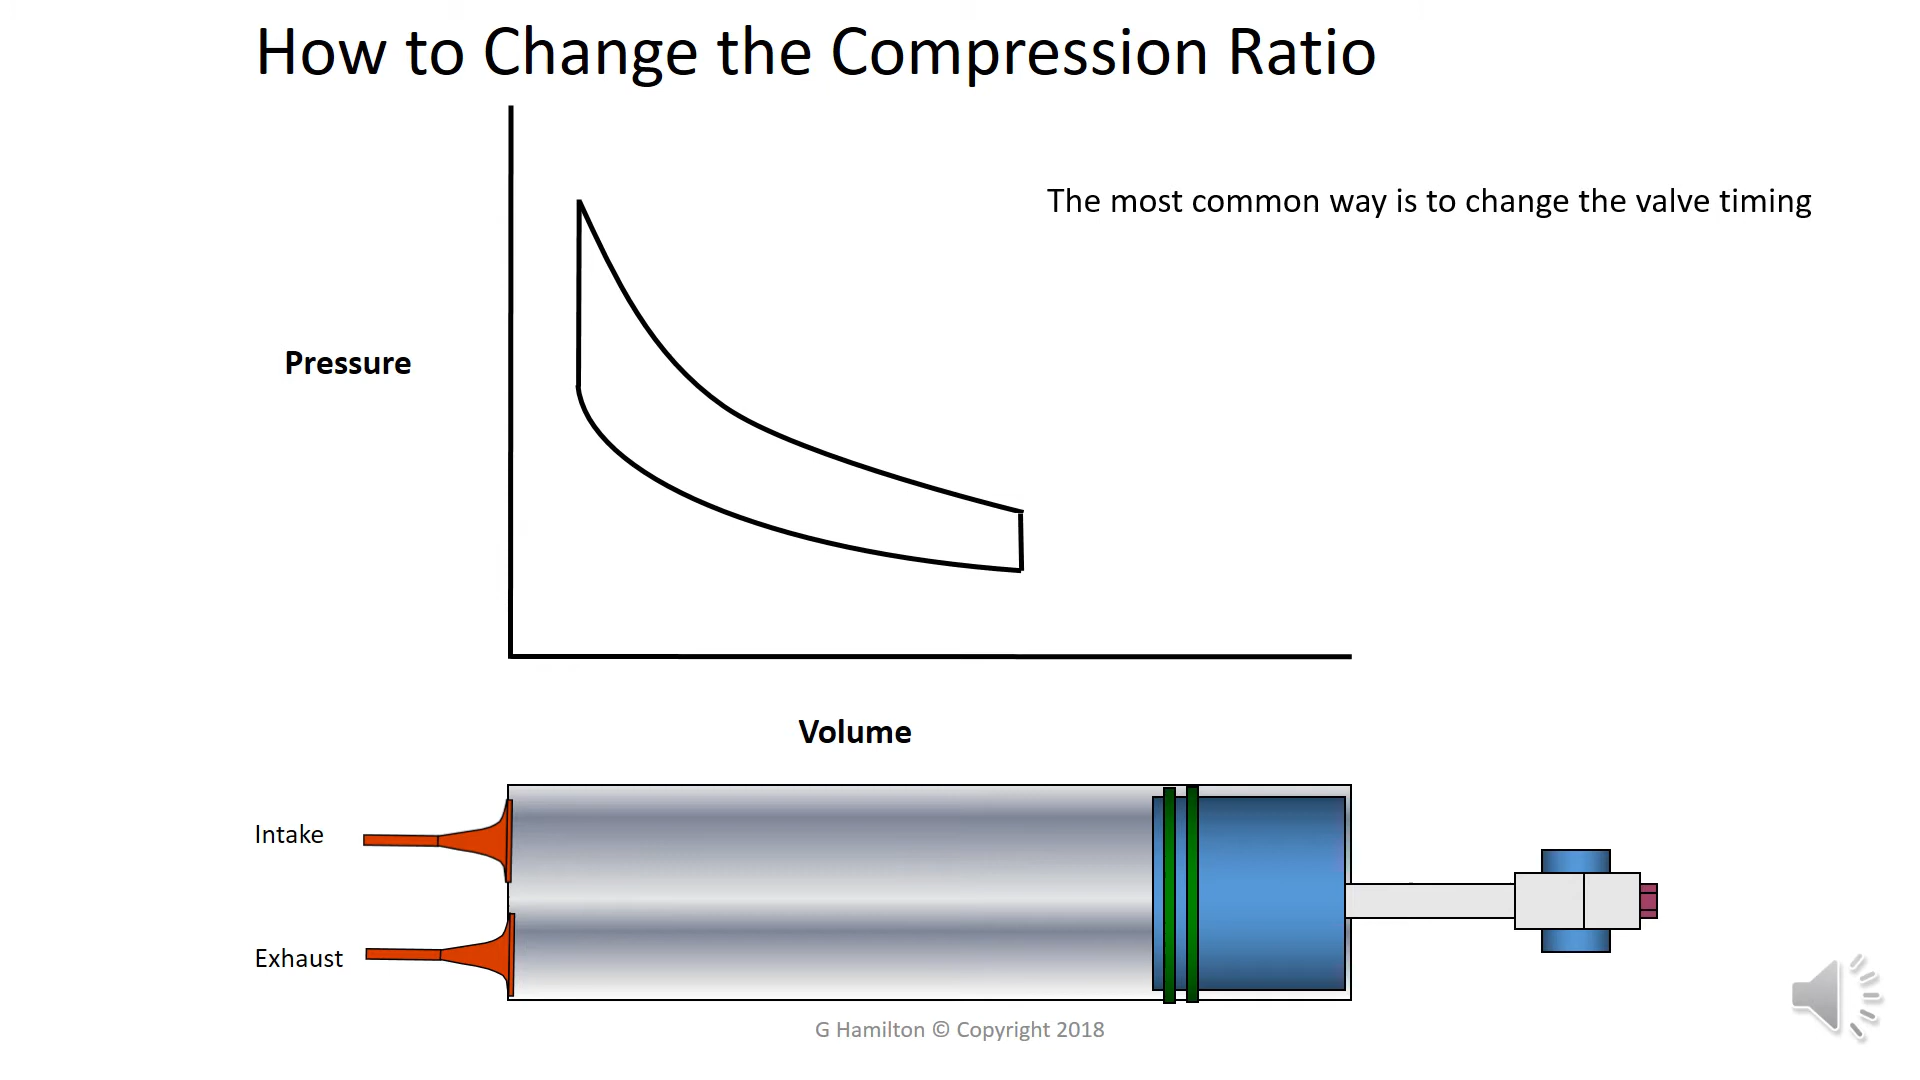 How to Change the Compression Ratio
The most common way is to change the valve timing
Pressure
Volume
Intake
Exhaust
G Hamilton © Copyright 2018